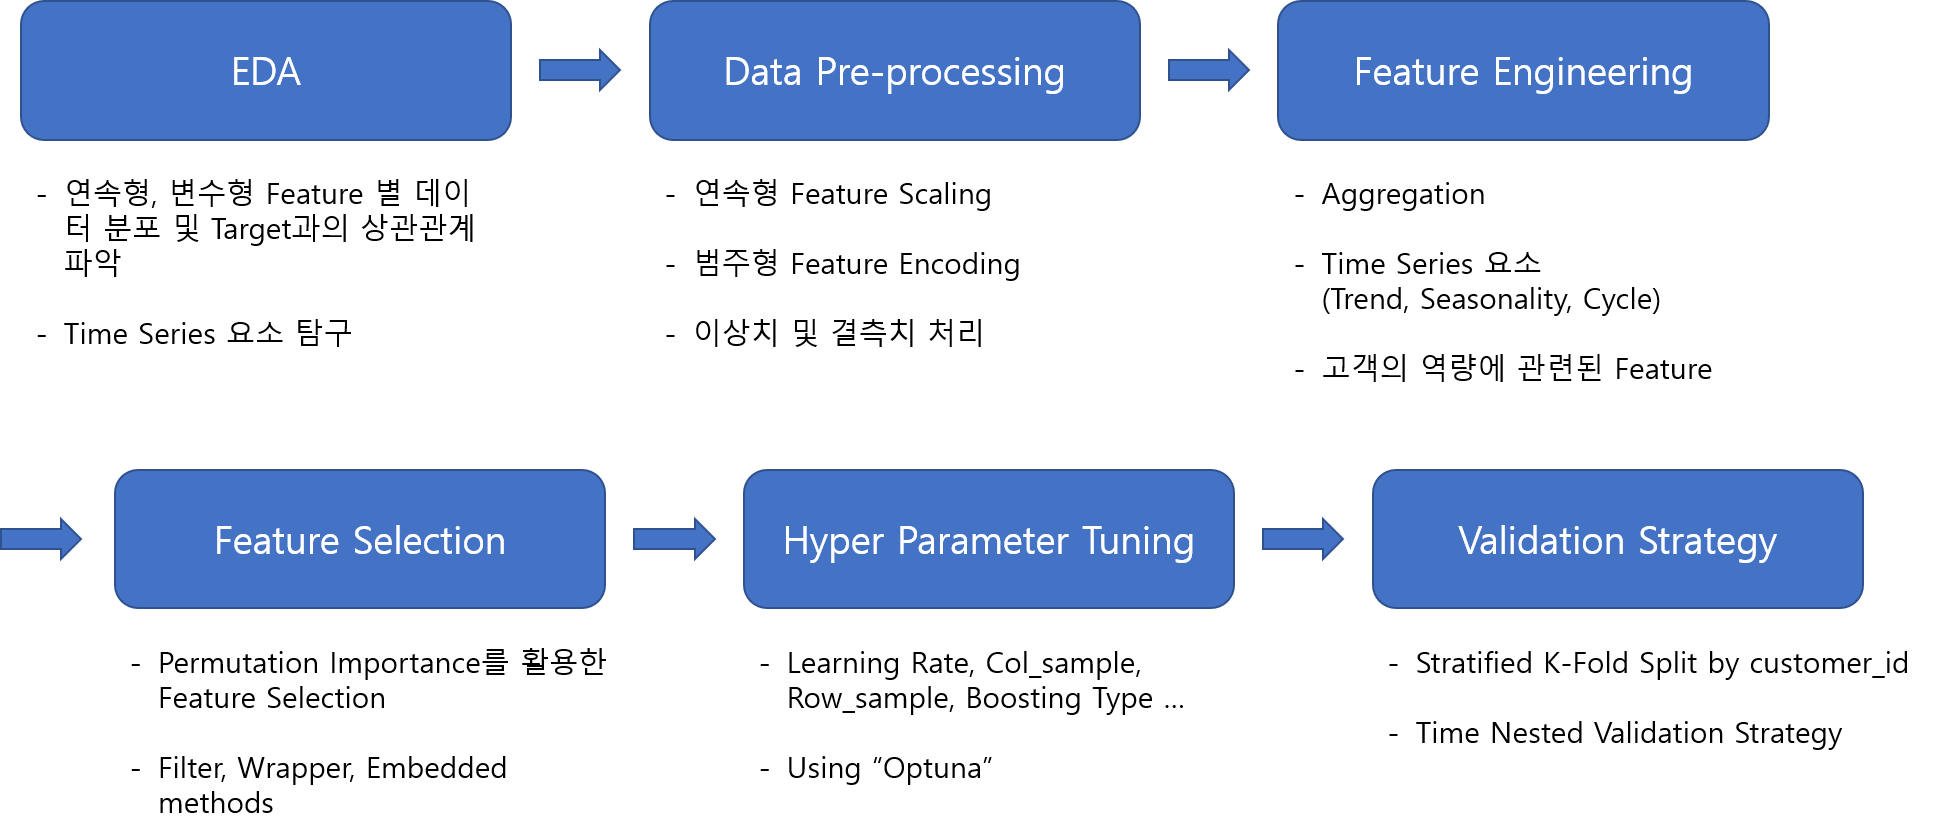 EDA
Data Pre-processing
Feature Engineering
- 연속형, 변수형 Feature 별 데이
터 분포 및 Target과의 상관관계
파악
- Time Series 요소 탐구
- 연속형 Feature Scaling
- 범주형 Feature Encoding
- 이상치 및 결측치 처리
- Aggregation
- Time Series 요소
(Trend, Seasonality, Cycle)
- 고객의 역량에 관련된 Feature
Feature Selection
Hyper Parameter Tuning
Validation Strategy
- Permutation Importance를 활용한
Feature Selection
- Filter, Wrapper, Embedded
methods
- Learning Rate, Col_sample,
Row_sample, Boosting Type ...
- Using “Optuna”
- Stratified K-Fold Split by customer_id
- Time Nested Validation Strategy